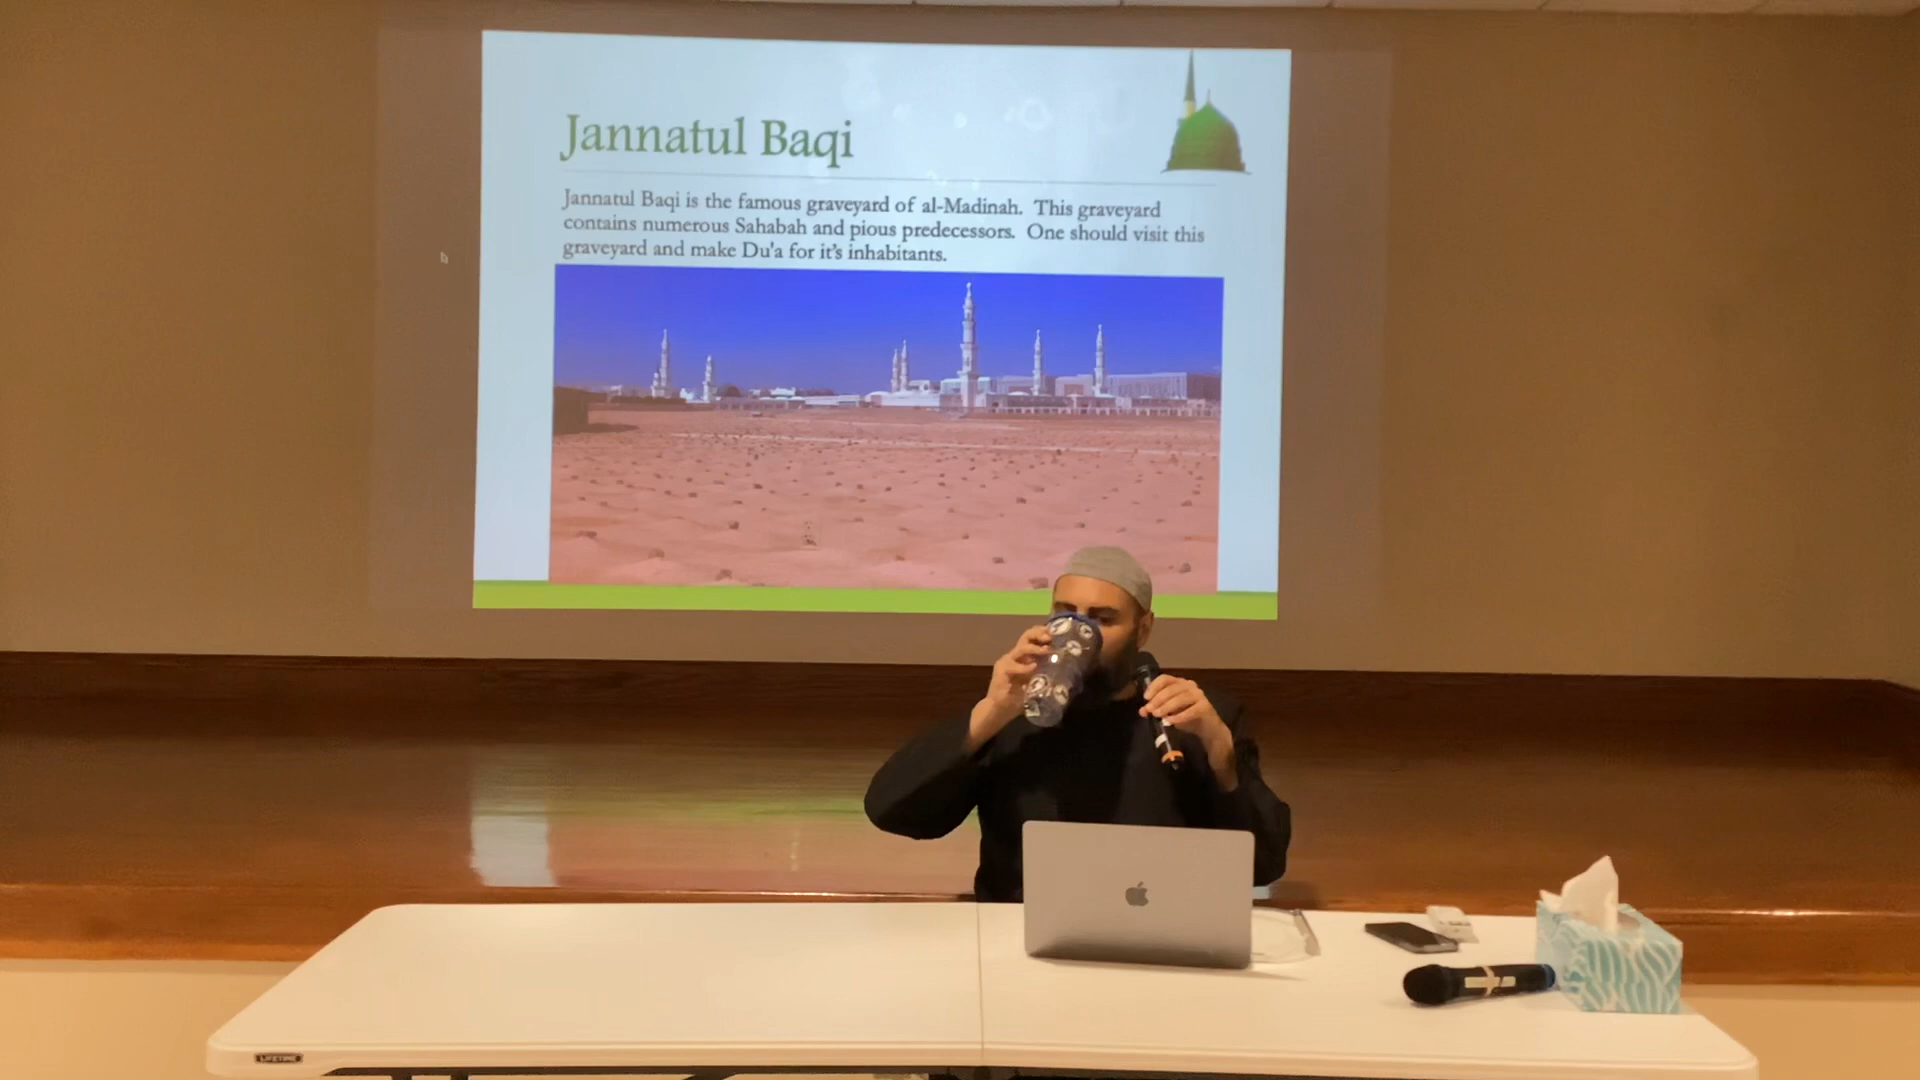 Jannatul Baqi
Jannatul Baqi is the famous graveyard of al-Madinah. This graveyard
contains numerous Sahabah and pious predecessors. One should visit this
graveyard and make Du'a for it's inhabitants.
LIFETIME